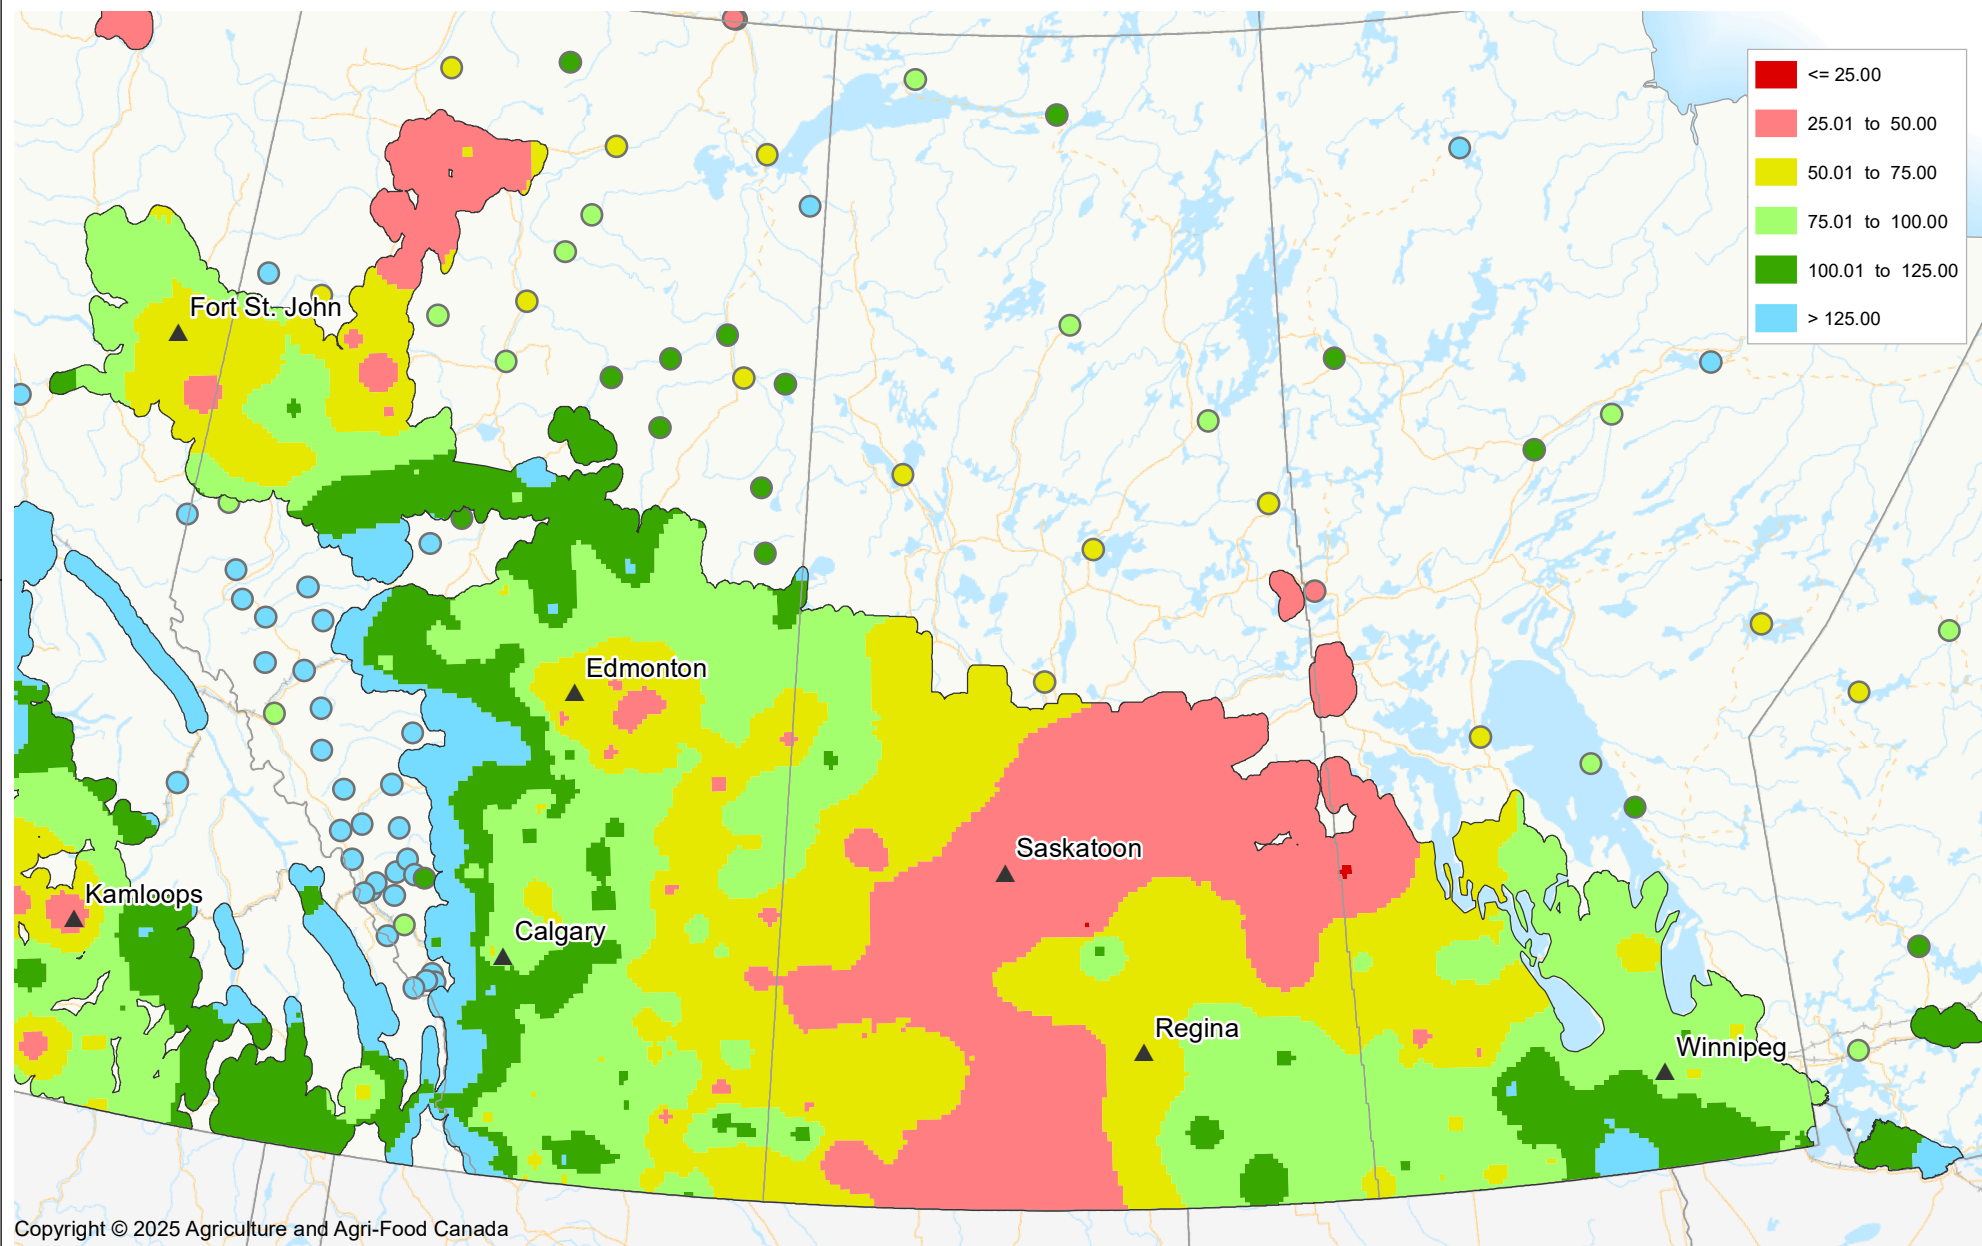 <= 25.00
25.01 to 50.00
50.01 to 75.00
75.01 to 100.00
100.01 to 125.00
> 125.00
Fort St. John
Edmonton
Saskatoon
Kamloops
Calgary
Regina
Winnipeg
Copyright © 2025 Agriculture and Agri-Food Canada